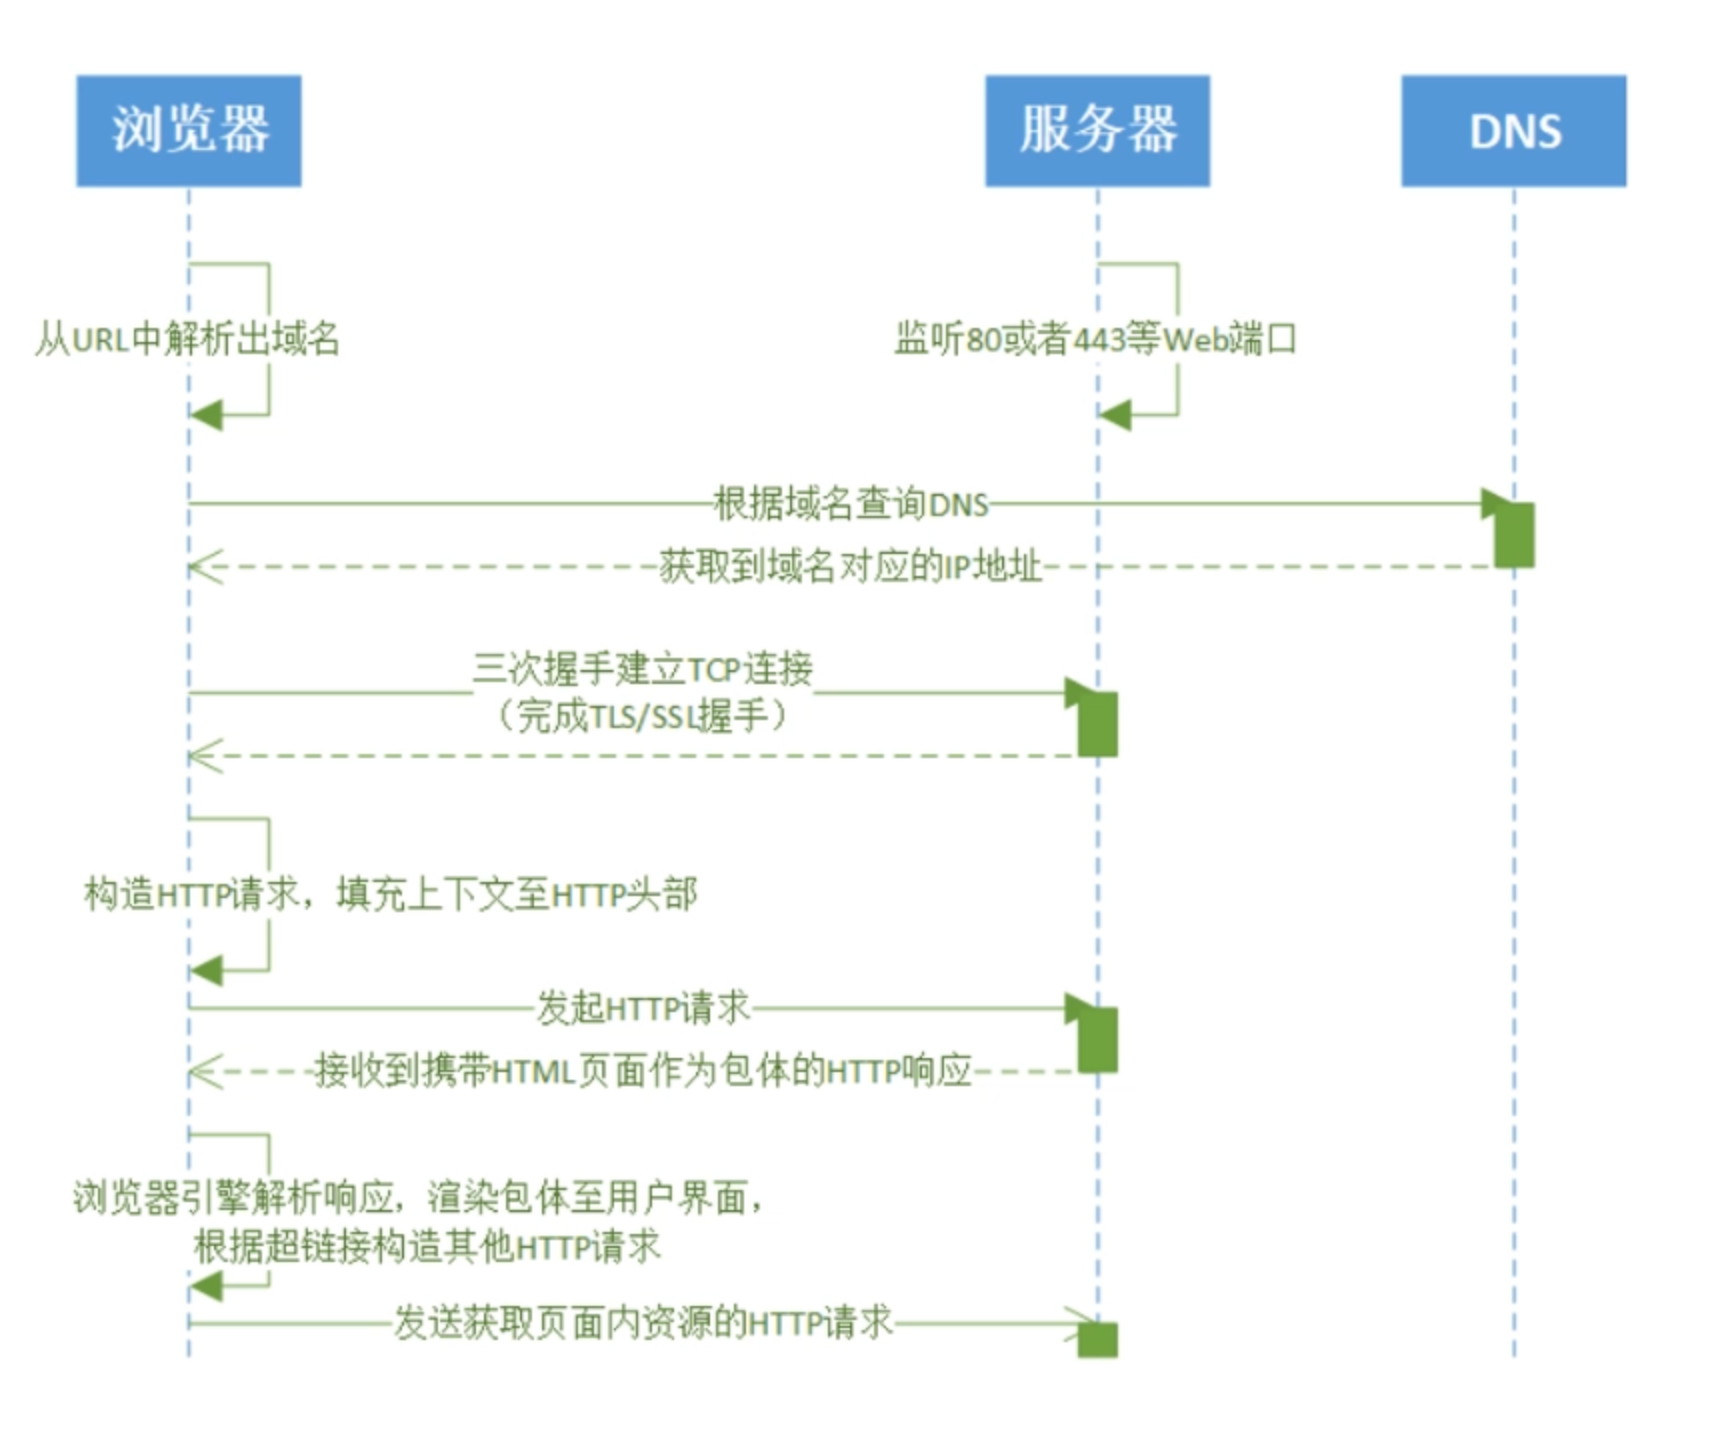 浏览器
服务器
DNS
从URL中解析出域名
监听80或者443等Web端口
根据域名查询DNS
获取到域名对应的IP地址
三次握手建立TCP连接
（完成TLS/SSL握手）
构造HTTP请求，填充上下文至HTTP头部
发起HTTP请求
接收到携带HTML页面作为包体的HTTP响应
浏览器引擎解析响应，渲染包体至用户界面，
根据超链接构造其他HTTP请求
发送获取页面内资源的HTTP请求